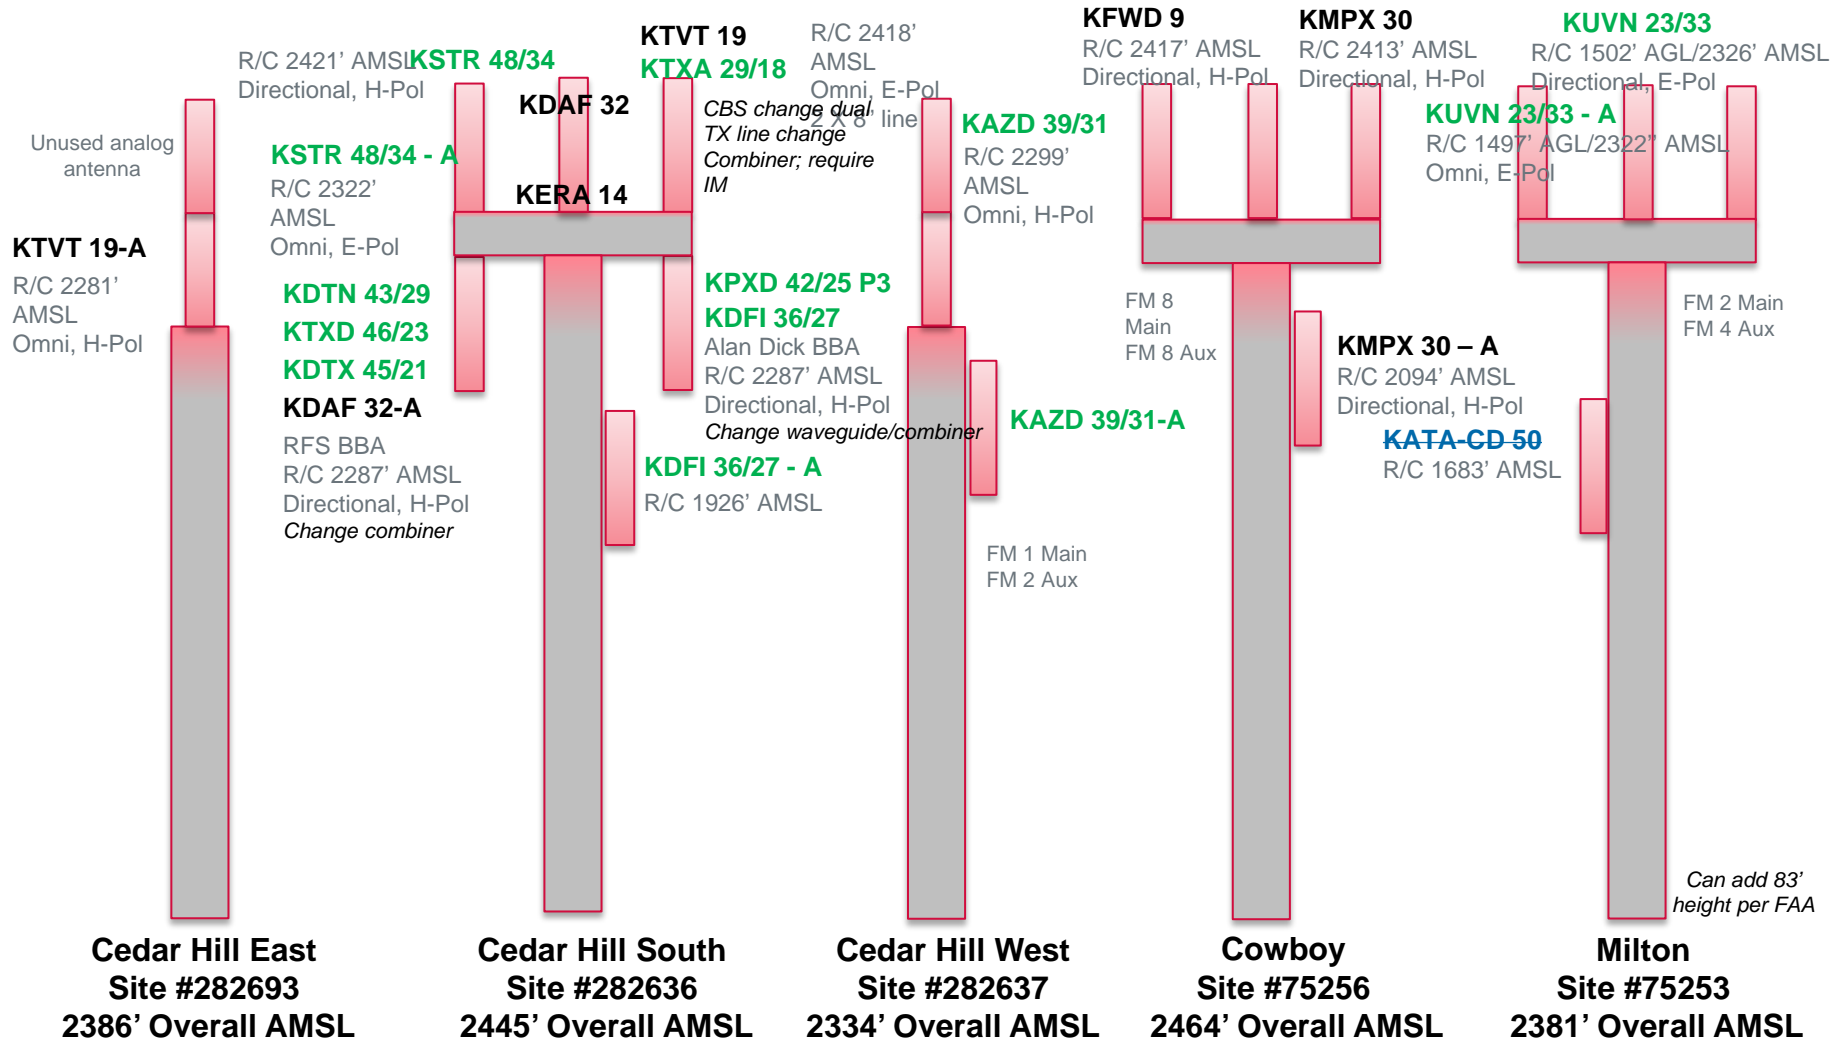 Unused analog
antenna
KTVT 19-A
R/C 2281’
AMSL
Omni, H-Pol
Cedar Hill East
Site #282693
2386’ Overall AMSL
R/C 2421’ AMSL
Directional, H-Pol
KSTR 48/34
KSTR 48/34 - A
R/C 2322’
AMSL
Omni, E-Pol
KDTN 43/29
KTXD 46/23
KDTX 45/21
KDAF 32-A
RFS BBA
R/C 2287’ AMSL
Directional, H-Pol
Change combiner
KDAF 32
KERA 14
KTVT 19
KTXA 29/18
R/C 2418’
AMSL
Omni, E-Pol
2 X 8” line
CBS change dual
TX line change
Combiner; require
IM
KPXD 42/25 P3
KDFI 36/27
Alan Dick BBA
R/C 2287’ AMSL
Directional, H-Pol
Change waveguide/combiner
KDFI 36/27 - A
R/C 1926’ AMSL
Cedar Hill South
Site #282636
2445’ Overall AMSL
KAZD 39/31
R/C 2299’
AMSL
Omni, H-Pol
KAZD 39/31-A
FM 1 Main
FM 2 Aux
Cedar Hill West
Site #282637
2334’ Overall AMSL
KFWD 9
R/C 2417’ AMSL
Directional, H-Pol
KMPX 30
R/C 2413’ AMSL
Directional, H-Pol
FM 8
Main
FM 8 Aux
KMPX 30 – A
R/C 2094’ AMSL
Directional, H-Pol
Cowboy
Site #75256
2464’ Overall AMSL
KUVN 23/33
R/C 1502’ AGL/2326’ AMSL
Directional, E-Pol
KUVN 23/33 - A
R/C 1497’ AGL/2322” AMSL
Omni, E-Pol
FM 2 Main
FM 4 Aux
KATA-CD 50
R/C 1683’ AMSL
Can add 83’
height per FAA
Milton
Site #75253
2381’ Overall AMSL